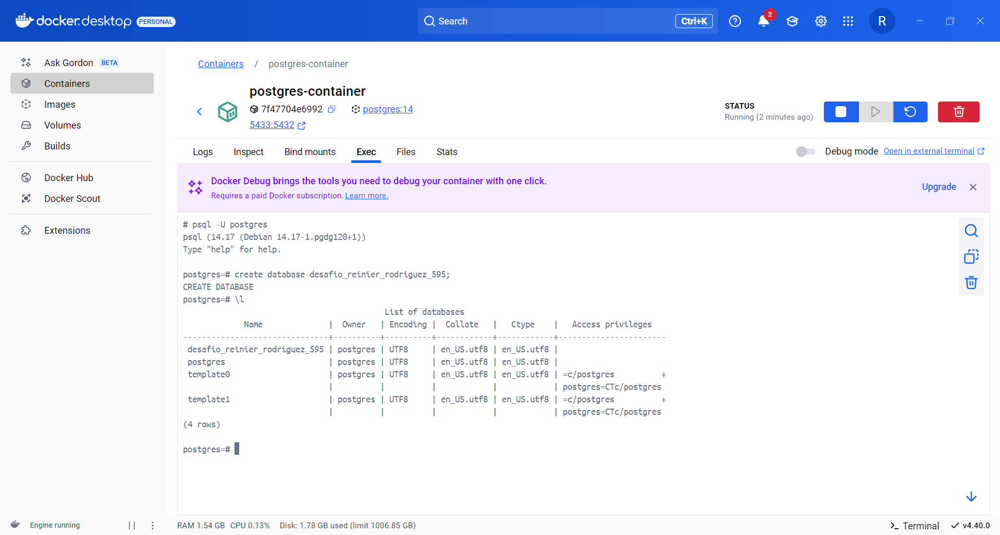 docker.desktop PERSONAL
Search Ctrl+K
2
R
Ask Gordon BETA
Containers
Images
Volumes
Builds
Docker Hub
Docker Scout
Extensions
Containers / postgres-container
postgres-container
7f47704e6992 postgres:14
5433:5432
STATUS
Running (2 minutes ago)
Logs Inspect Bind mounts Exec Files Stats
Debug mode Open in external terminal
Docker Debug brings the tools you need to debug your container with one click.
Requires a paid Docker subscription. Learn more.
Upgrade
# psql -U postgres
psql (14.17 (Debian 14.17-1.pgdg120+1))
Type "help" for help.
postgres=# create database desafio_reinier_rodriguez_595;
CREATE DATABASE
postgres=# \l
                                           List of databases
             Name              |  Owner   | Encoding |  Collate   |   Ctype    |   Access privileges
-------------------------------+----------+----------+------------+------------+-----------------------
 desafio_reinier_rodriguez_595 | postgres | UTF8     | en_US.utf8 | en_US.utf8 |
 postgres                      | postgres | UTF8     | en_US.utf8 | en_US.utf8 |
 template0                     | postgres | UTF8     | en_US.utf8 | en_US.utf8 | =c/postgres          +
                               |          |          |            |            | postgres=CTc/postgres
 template1                     | postgres | UTF8     | en_US.utf8 | en_US.utf8 | =c/postgres          +
                               |          |          |            |            | postgres=CTc/postgres
(4 rows)
postgres=#
Engine running
RAM 1.54 GB CPU 0.13% Disk: 1.78 GB used (limit 1006.85 GB)
Terminal
v4.40.0